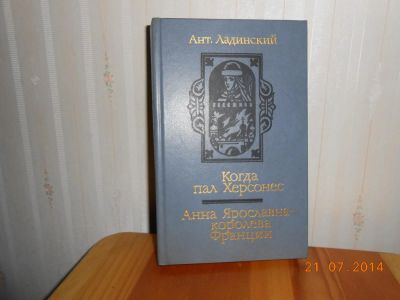 Ант. Ладинский
Когда
пал Херсонес
Анна Ярославна—
королева
Франции
21 07 2014